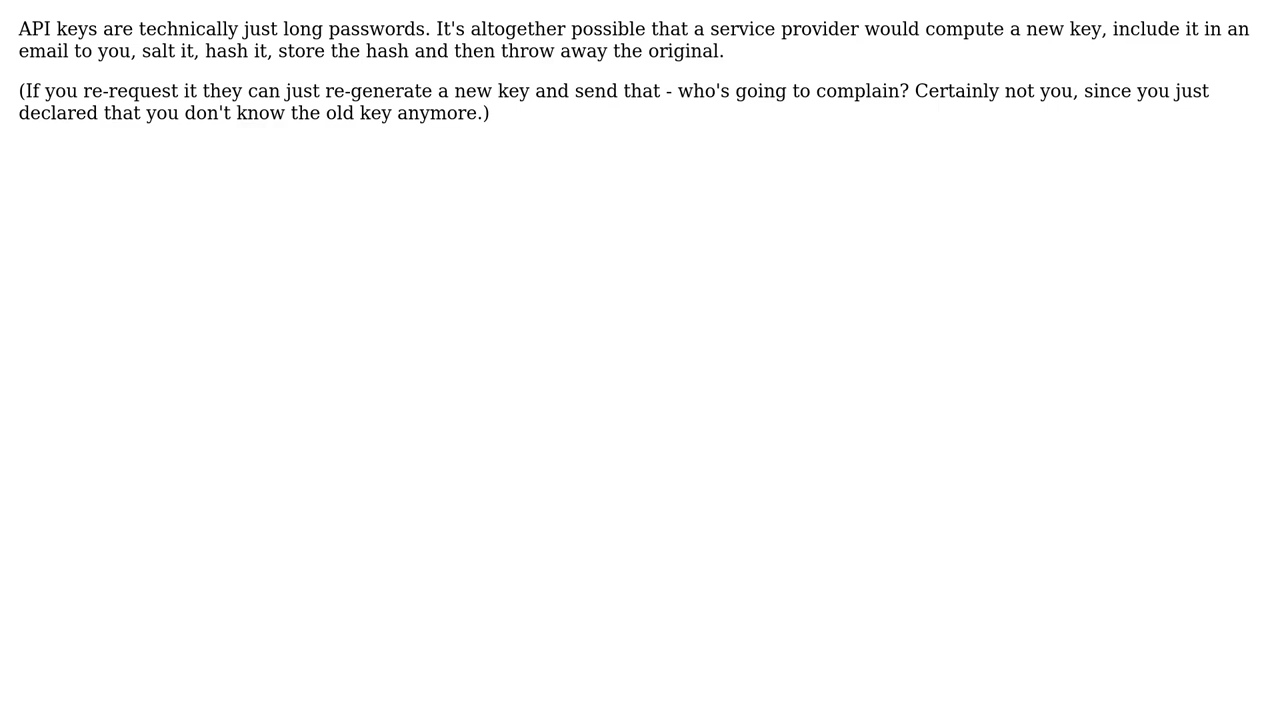 API keys are technically just long passwords. It's altogether possible that a service provider would compute a new key, include it in an
email to you, salt it, hash it, store the hash and then throw away the original.
(If you re-request it they can just re-generate a new key and send that - who's going to complain? Certainly not you, since you just
declared that you don't know the old key anymore.)